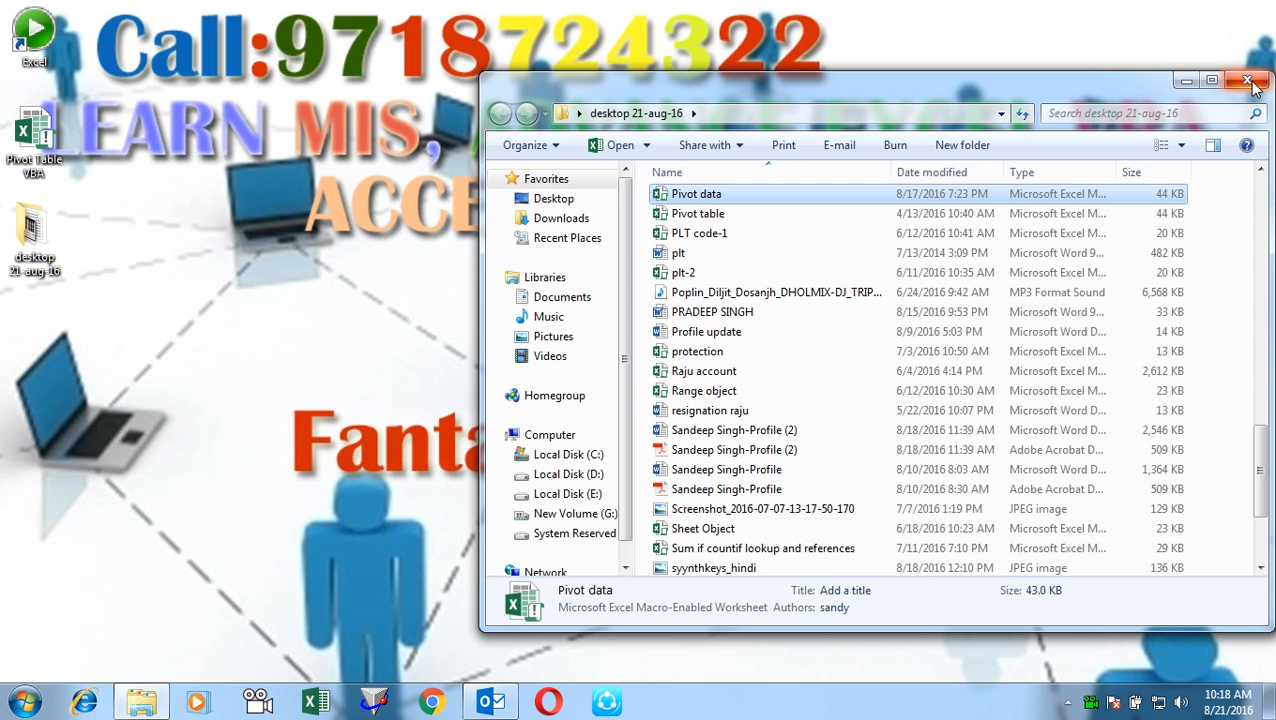 Call:9718724322
LEARN MIS,
ACCE
Fanta
Excel
Pivot Table
VBA
desktop
21-aug-16
desktop 21-aug-16
Search desktop 21-aug-16
Organize Open Share with Print E-mail Burn New folder
Favorites
Desktop
Downloads
Recent Places
Libraries
Documents
Music
Pictures
Videos
Homegroup
Computer
Local Disk (C:)
Local Disk (D:)
Local Disk (E:)
New Volume (G:)
System Reserved
Network
Name Date modified Type Size
Pivot data 8/17/2016 7:23 PM Microsoft Excel M... 44 KB
Pivot table 4/13/2016 10:40 AM Microsoft Excel M... 44 KB
PLT code-1 6/12/2016 10:41 AM Microsoft Excel M... 20 KB
plt 7/13/2014 3:09 PM Microsoft Word 9... 482 KB
plt-2 6/11/2016 10:35 AM Microsoft Excel M... 20 KB
Poplin_Diljit_Dosanjh_DHOLMIX-DJ_TRIP... 6/24/2016 9:42 AM MP3 Format Sound 6,568 KB
PRADEEP SINGH 8/15/2016 9:53 PM Microsoft Word 9... 33 KB
Profile update 8/9/2016 5:03 PM Microsoft Word D... 14 KB
protection 7/3/2016 10:50 AM Microsoft Excel M... 13 KB
Raju account 6/4/2016 4:14 PM Microsoft Excel M... 2,612 KB
Range object 6/12/2016 10:30 AM Microsoft Excel M... 23 KB
resignation raju 5/22/2016 10:07 PM Microsoft Word D... 13 KB
Sandeep Singh-Profile (2) 8/18/2016 11:39 AM Microsoft Word D... 2,546 KB
Sandeep Singh-Profile (2) 8/18/2016 11:39 AM Adobe Acrobat D... 509 KB
Sandeep Singh-Profile 8/10/2016 8:03 AM Microsoft Word D... 1,364 KB
Sandeep Singh-Profile 8/10/2016 8:30 AM Adobe Acrobat D... 509 KB
Screenshot_2016-07-07-13-17-50-170 7/7/2016 1:19 PM JPEG image 129 KB
Sheet Object 6/18/2016 10:23 AM Microsoft Excel M... 23 KB
Sum if countif lookup and references 7/11/2016 7:10 PM Microsoft Excel M... 29 KB
syynthkeys_hindi 8/18/2016 12:10 PM JPEG image 136 KB
Pivot data Title: Add a title Size: 43.0 KB
Microsoft Excel Macro-Enabled Worksheet Authors: sandy
10:18 AM
8/21/2016